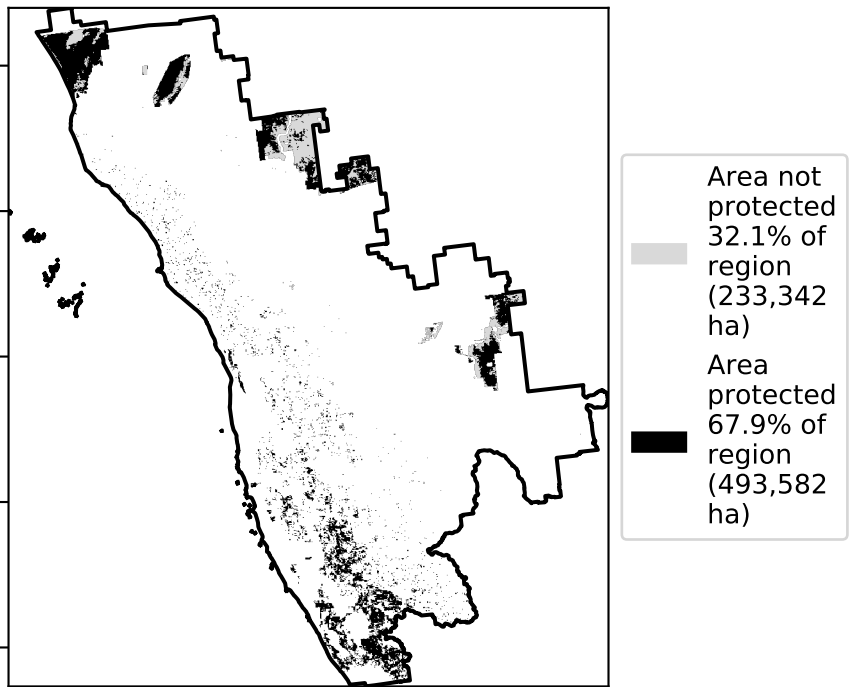 Area not
protected
32.1% of
region
(233,342
ha)
Area
protected
67.9% of
region
(493,582
ha)